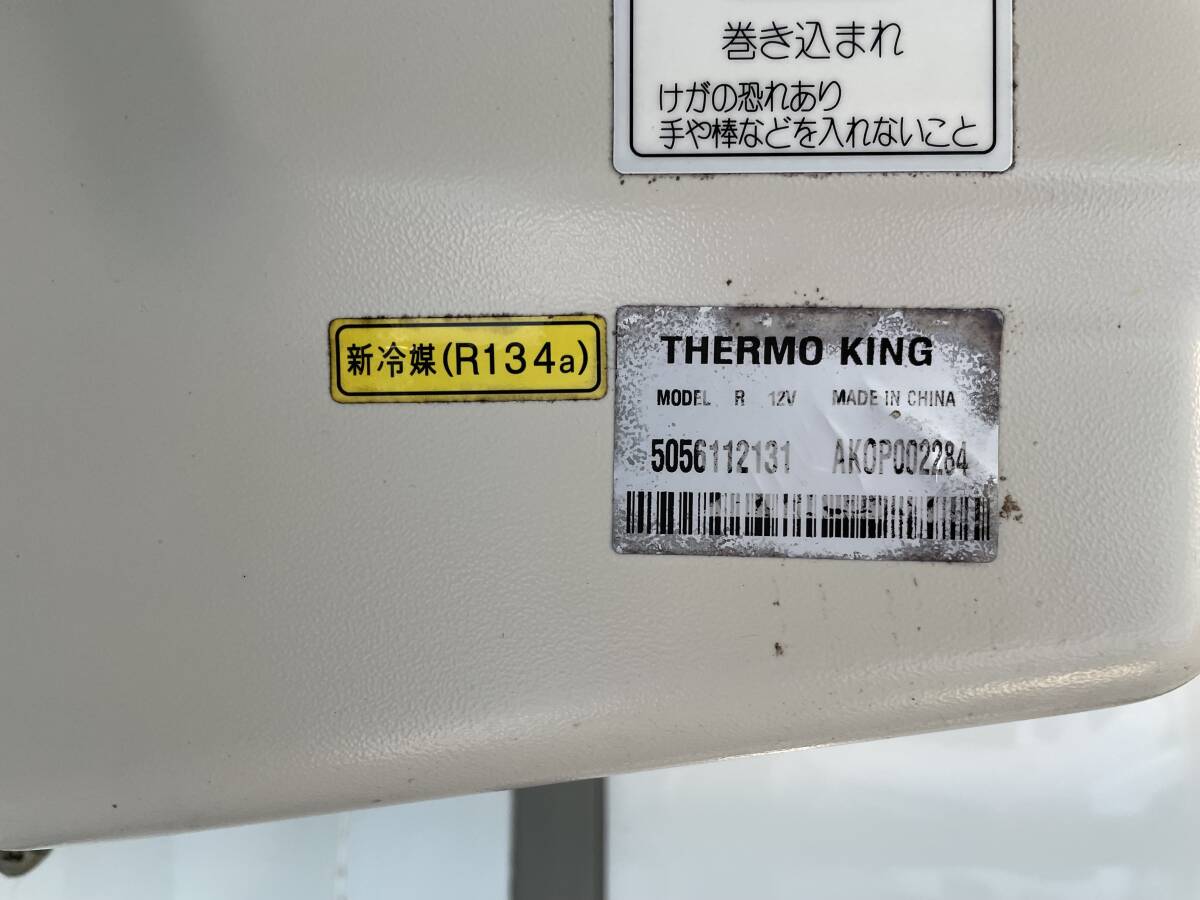 巻き込まれ
けがの恐れあり
手や棒などを入れないこと
新冷媒(R134a)
THERMO KING
MODEL R 12V MADE IN CHINA
5056112131 AKOP002284